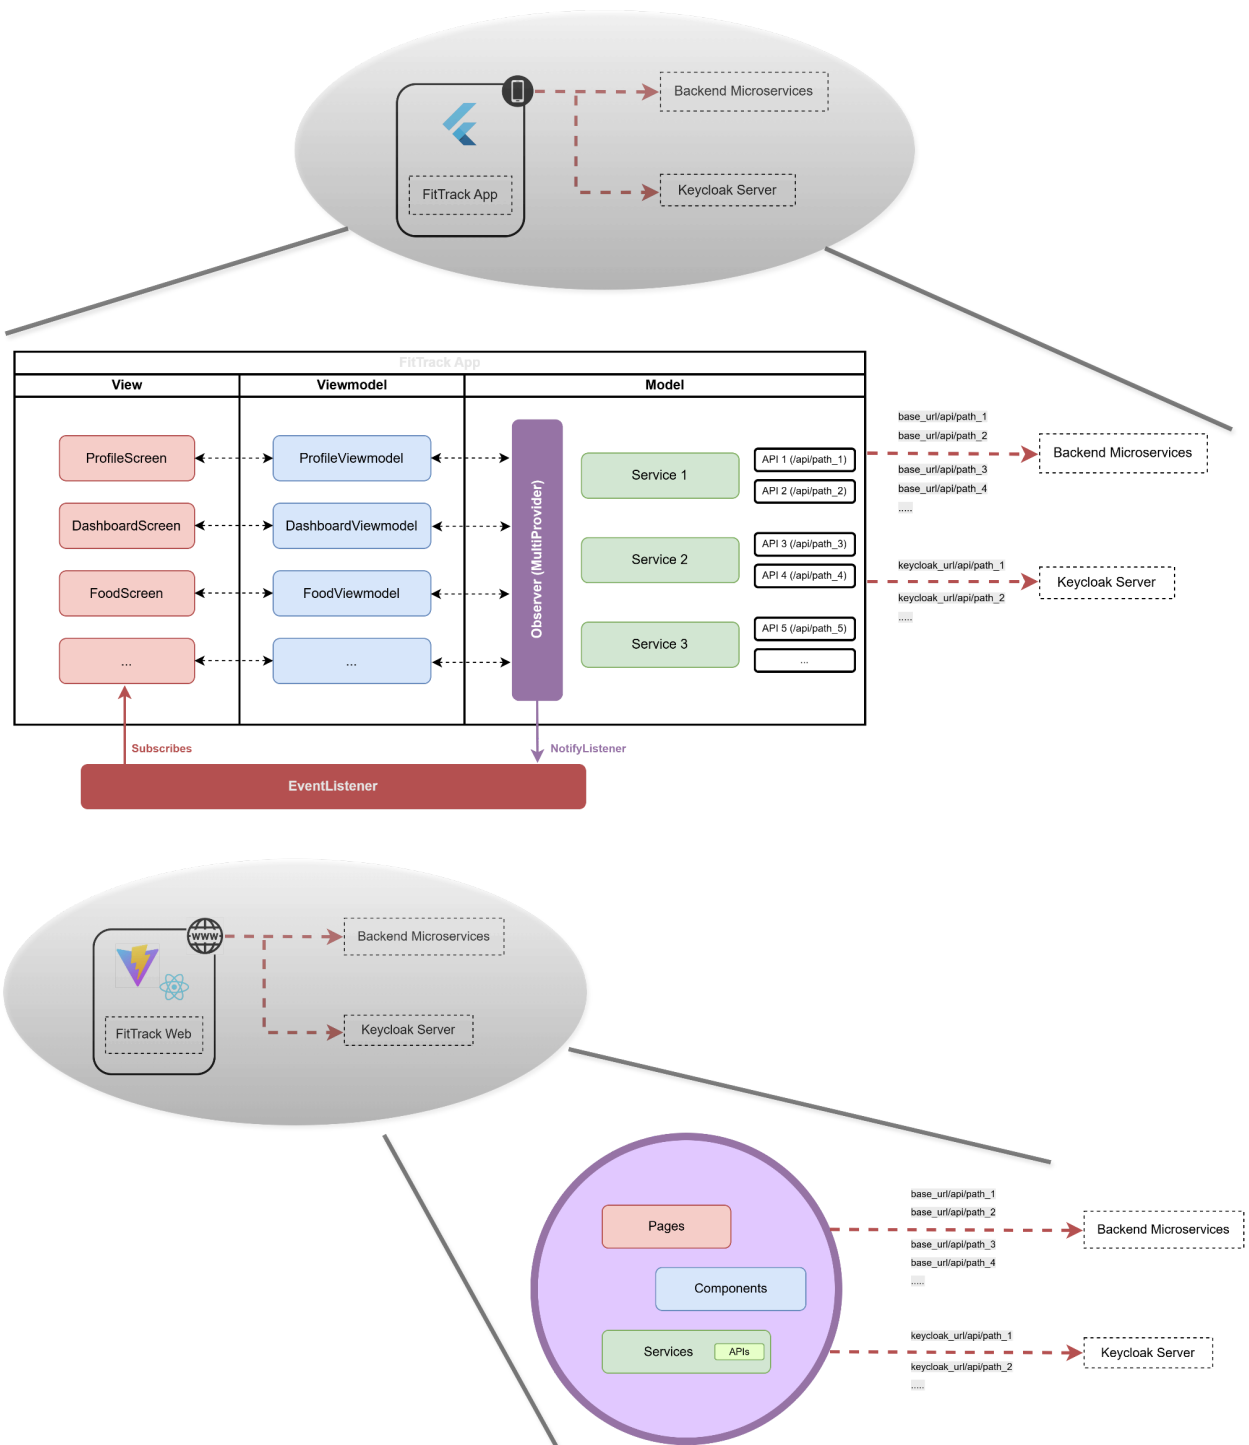 Backend Microservices
FitTrack App
Keycloak Server
FitTrack App
View
Viewmodel
Model
ProfileScreen
ProfileViewmodel
DashboardScreen
DashboardViewmodel
FoodScreen
FoodViewmodel
...
...
Observer (MultiProvider)
Service 1
API 1 (/api/path_1)
API 2 (/api/path_2)
Service 2
API 3 (/api/path_3)
API 4 (/api/path_4)
Service 3
API 5 (/api/path_5)
...
base_url/api/path_1
base_url/api/path_2
base_url/api/path_3
base_url/api/path_4
.....
Backend Microservices
keycloak_url/api/path_1
keycloak_url/api/path_2
.....
Keycloak Server
Subscribes
NotifyListener
EventListener
WWW
Backend Microservices
FitTrack Web
Keycloak Server
Pages
Components
Services
APIs
base_url/api/path_1
base_url/api/path_2
base_url/api/path_3
base_url/api/path_4
.....
Backend Microservices
keycloak_url/api/path_1
keycloak_url/api/path_2
.....
Keycloak Server